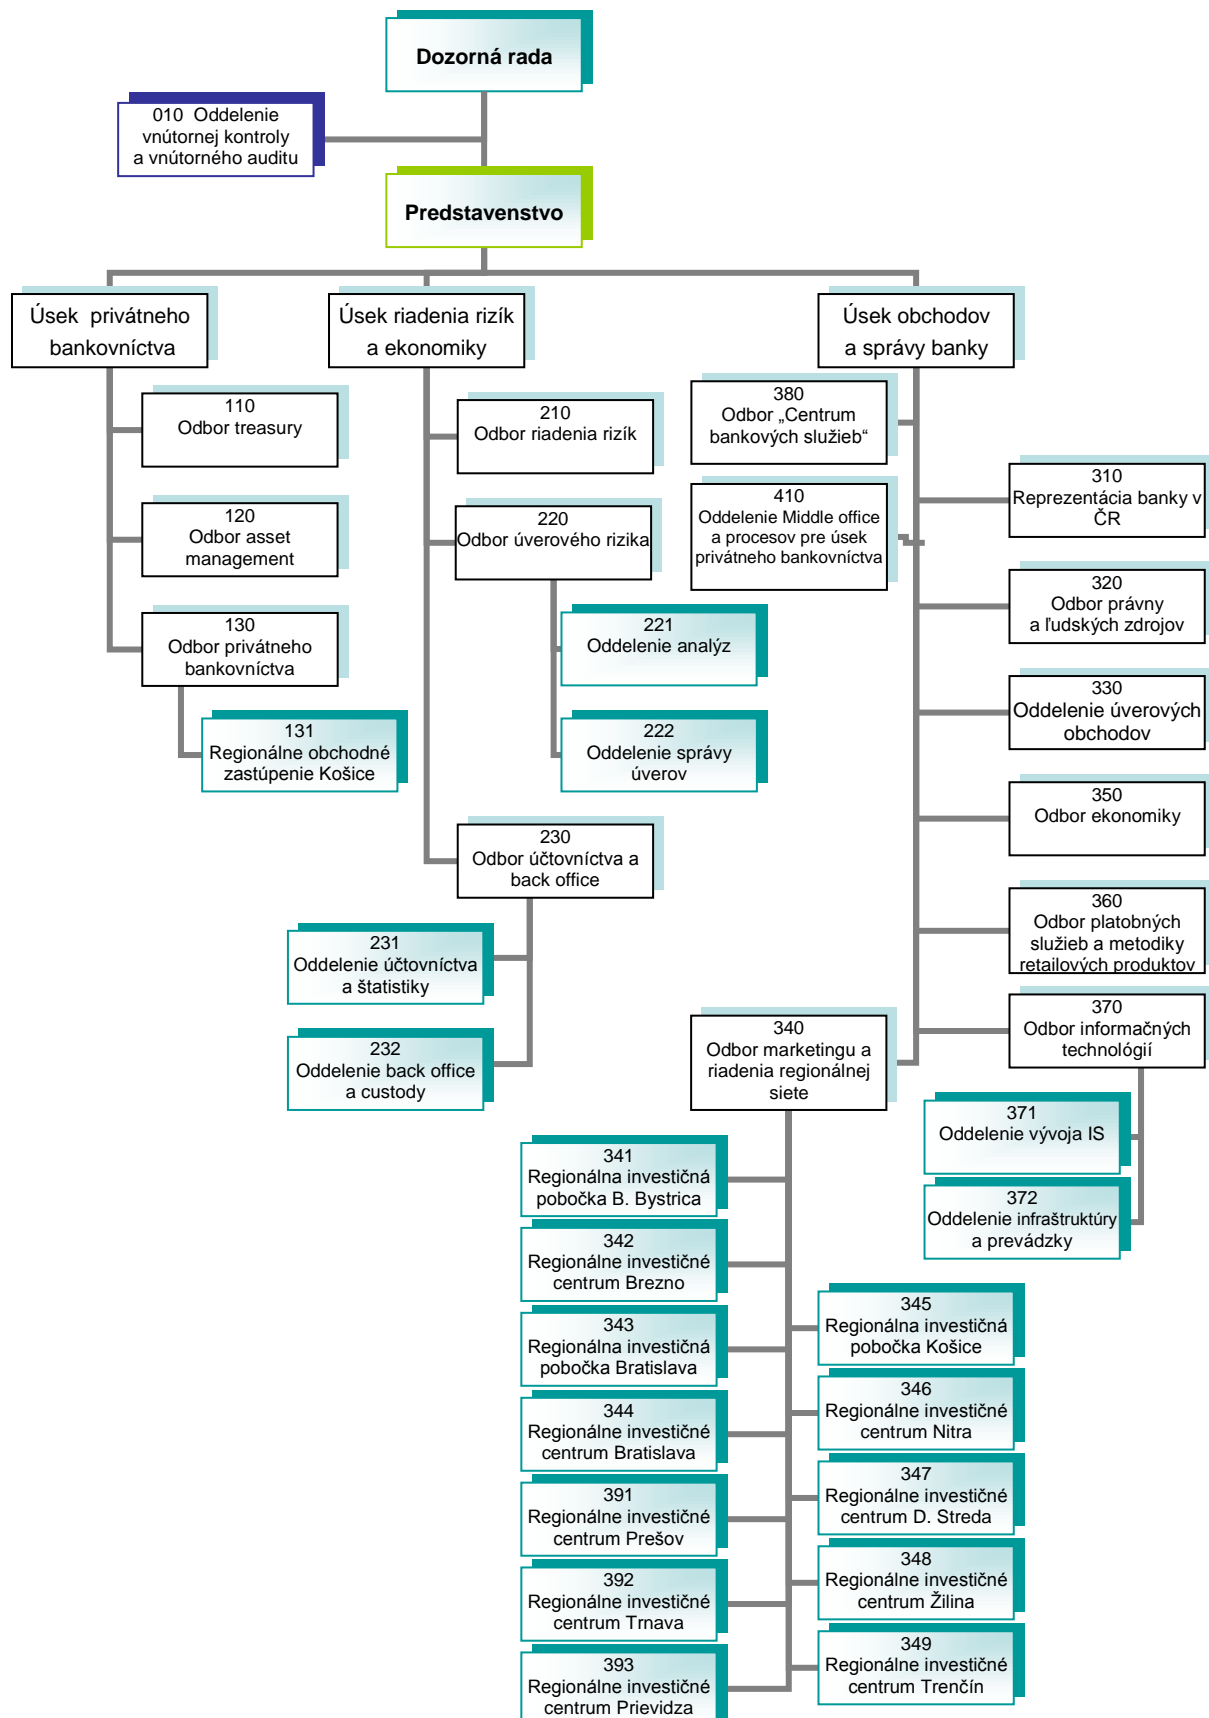 Dozorná rada
010  Oddelenie
vnútornej kontroly
a vnútorného auditu
Predstavenstvo
Úsek  privátneho
bankovníctva
Úsek riadenia rizík
a ekonomiky
Úsek obchodov
a správy banky
110
Odbor treasury
120
Odbor asset
management
130
Odbor privátneho
bankovníctva
131
Regionálne obchodné
zastúpenie Košice
210
Odbor riadenia rizík
220
Odbor úverového rizika
221
Oddelenie analýz
222
Oddelenie správy
úverov
230
Odbor účtovníctva a
back office
231
Oddelenie účtovníctva
a štatistiky
232
Oddelenie back office
a custody
380
Odbor „Centrum
bankových služieb“
410
Oddelenie Middle office
a procesov pre úsek
privátneho bankovníctva
310
Reprezentácia banky v
ČR
320
Odbor právny
a ľudských zdrojov
330
Oddelenie úverových
obchodov
350
Odbor ekonomiky
360
Odbor platobných
služieb a metodiky
retailových produktov
370
Odbor informačných
technológií
371
Oddelenie vývoja IS
372
Oddelenie infraštruktúry
a prevádzky
340
Odbor marketingu a
riadenia regionálnej
siete
341
Regionálna investičná
pobočka B. Bystrica
342
Regionálne investičné
centrum Brezno
343
Regionálna investičná
pobočka Bratislava
344
Regionálne investičné
centrum Bratislava
391
Regionálne investičné
centrum Prešov
392
Regionálne investičné
centrum Trnava
393
Regionálne investičné
centrum Prievidza
345
Regionálna investičná
pobočka Košice
346
Regionálne investičné
centrum Nitra
347
Regionálne investičné
centrum D. Streda
348
Regionálne investičné
centrum Žilina
349
Regionálne investičné
centrum Trenčín